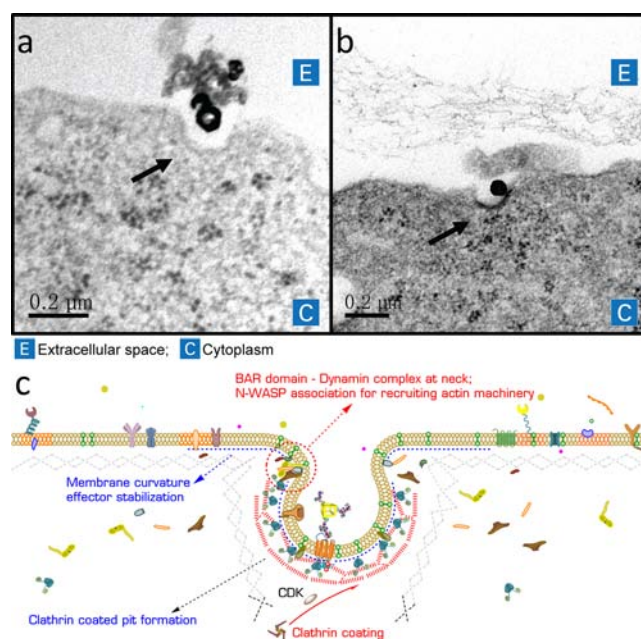 a
E
C
0.2 µm
b
E
C
0.2 µm
E Extracellular space; C Cytoplasm
c
BAR domain - Dynamin complex at neck;
N-WASP association for recruiting actin machinery
Membrane curvature
effector stabilization
CDK
Clathrin coated pit formation
Clathrin coating